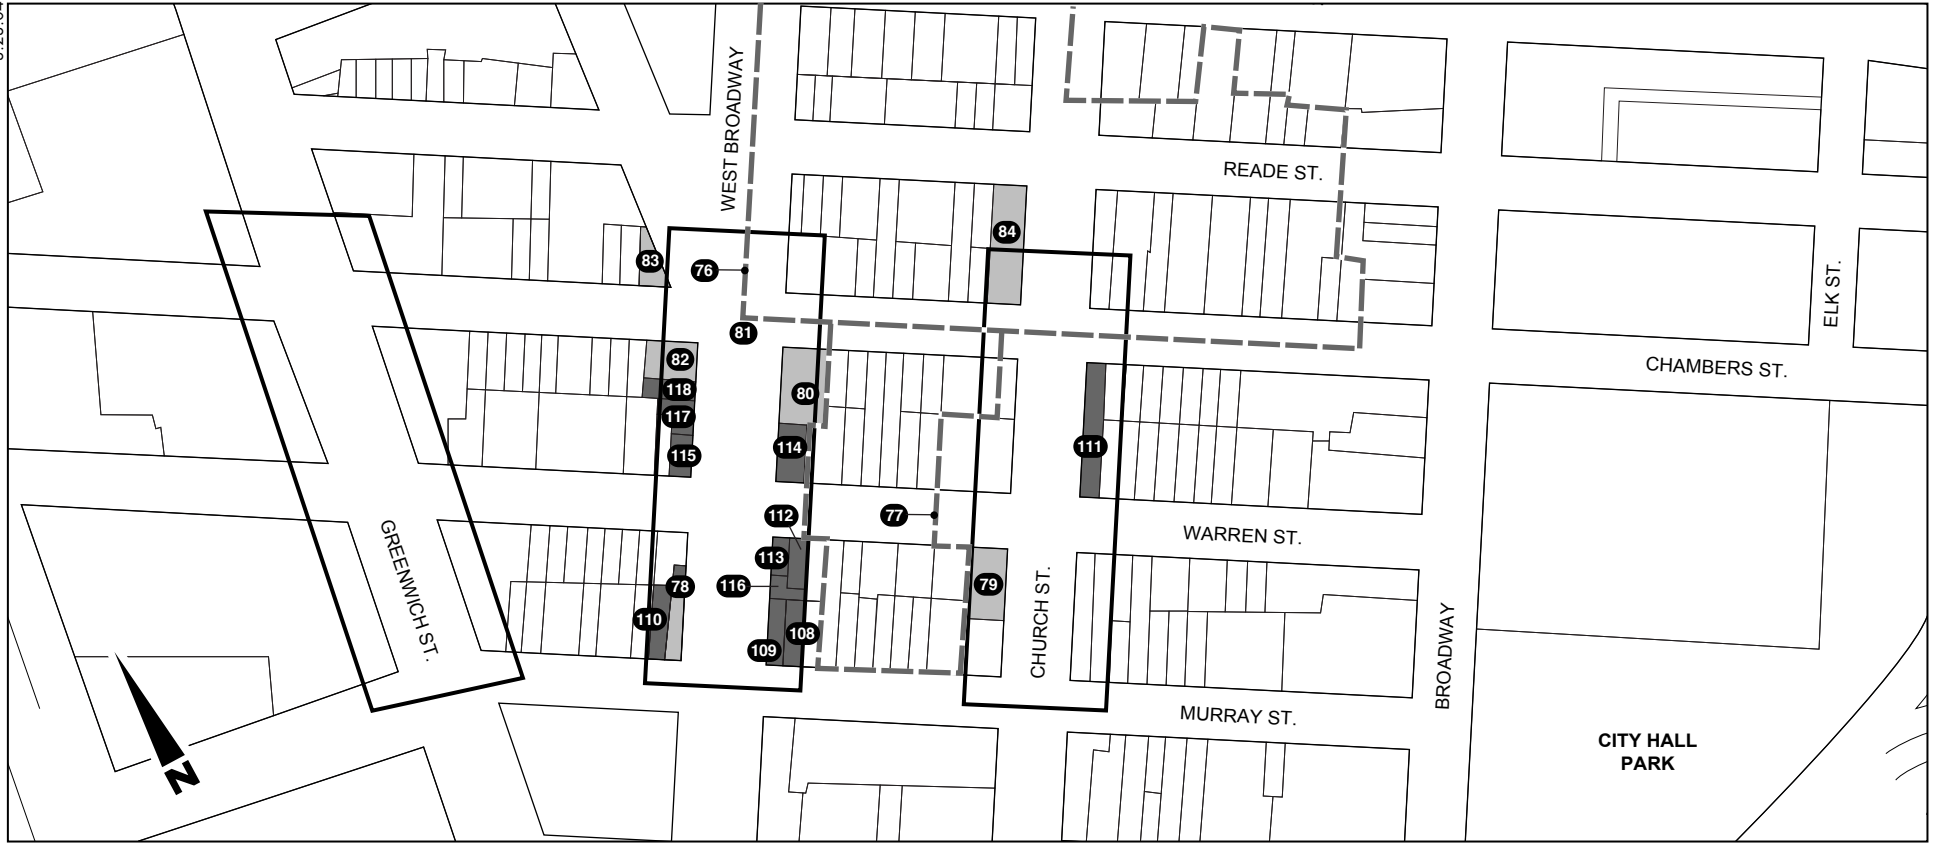 WEST BROADWAY
READE ST.
84
83
76
ELK ST.
81
82
CHAMBERS ST.
118
80
117
114
111
115
112
77
WARREN ST.
GREENWICH ST.
113
78
116
79
110
CHURCH ST.
108
109
BROADWAY
MURRAY ST.
CITY HALL
PARK
N